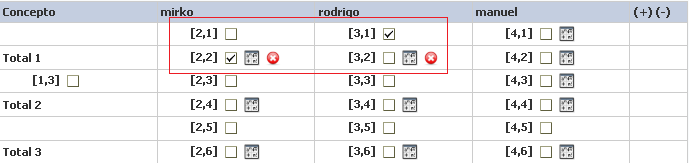 Concepto mirko rodrigo manuel (+) (-)
[2,1] [3,1] [4,1]
Total 1 [2,2] [3,2] [4,2]
[1,3] [2,3] [3,3] [4,3]
Total 2 [2,4] [3,4] [4,4]
[2,5] [3,5] [4,5]
Total 3 [2,6] [3,6] [4,6]